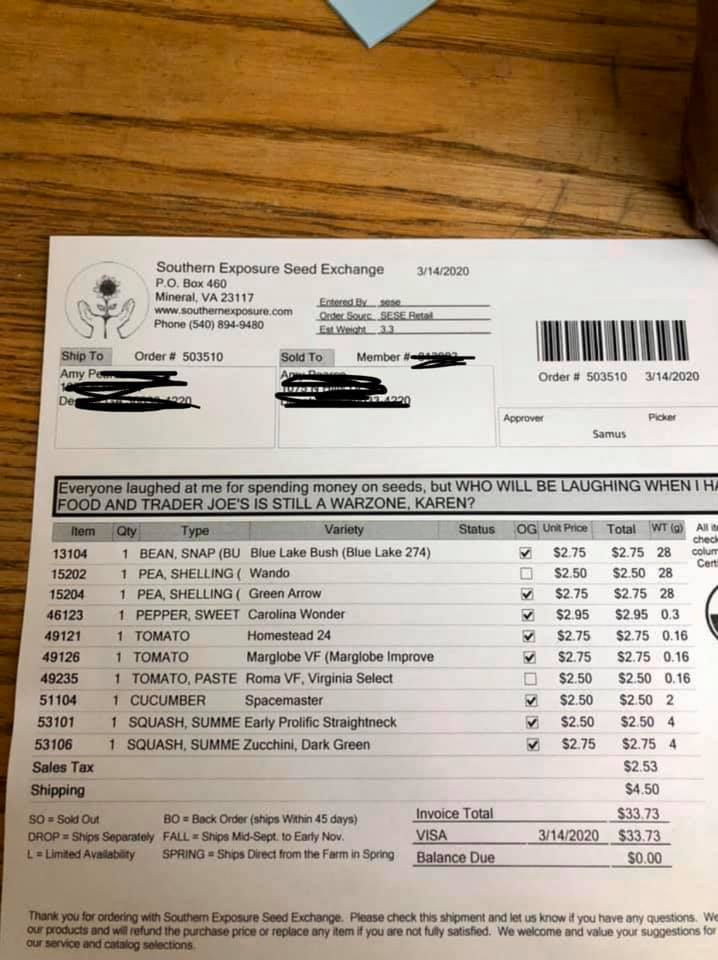 Southern Exposure Seed Exchange 3/14/2020
P.O. Box 460
Mineral, VA 23117
www.southernexposure.com
Phone (540) 894-9480
Entered By sese
Order Sourc SESE Retail
Est Weight 3.3
Ship To Order # 503510
Sold To Member #
Amy
Order # 503510 3/14/2020
Approver Picker
Samus
Everyone laughed at me for spending money on seeds, but WHO WILL BE LAUGHING WHEN I HA
FOOD AND TRADER JOE'S IS STILL A WARZONE, KAREN?
Item Qty Type Variety Status OG Unit Price Total WT (g) All
13104 1 BEAN, SNAP (BU Blue Lake Bush (Blue Lake 274) $2.75 $2.75 28
15202 1 PEA, SHELLING ( Wando $2.50 $2.50 28
15204 1 PEA, SHELLING ( Green Arrow $2.75 $2.75 28
46123 1 PEPPER, SWEET Carolina Wonder $2.95 $2.95 0.3
49121 1 TOMATO Homestead 24 $2.75 $2.75 0.16
49126 1 TOMATO Marglobe VF (Marglobe Improve $2.75 $2.75 0.16
49235 1 TOMATO, PASTE Roma VF, Virginia Select $2.50 $2.50 0.16
51104 1 CUCUMBER Spacemaster $2.50 $2.50 2
53101 1 SQUASH, SUMME Early Prolific Straightneck $2.50 $2.50 4
53106 1 SQUASH, SUMME Zucchini, Dark Green $2.75 $2.75 4
Sales Tax $2.53
Shipping $4.50
SO = Sold Out BO = Back Order (ships Within 45 days)
DROP = Ships Separately FALL = Ships Mid-Sept. to Early Nov.
L = Limited Availability SPRING = Ships Direct from the Farm in Spring
Invoice Total $33.73
VISA 3/14/2020 $33.73
Balance Due $0.00
Thank you for ordering with Southern Exposure Seed Exchange. Please check this shipment and let us know if you have any questions. We
our products and will refund the purchase price or replace any item if you are not fully satisfied. We welcome and value your suggestions for
our service and catalog selections.